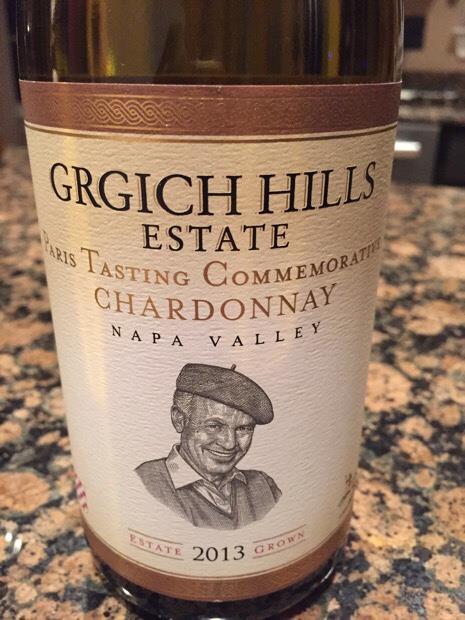 GRGICH HILLS
ESTATE
PARIS TASTING COMMEMORATIVE
CHARDONNAY
NAPA VALLEY
ESTATE 2013 GROWN